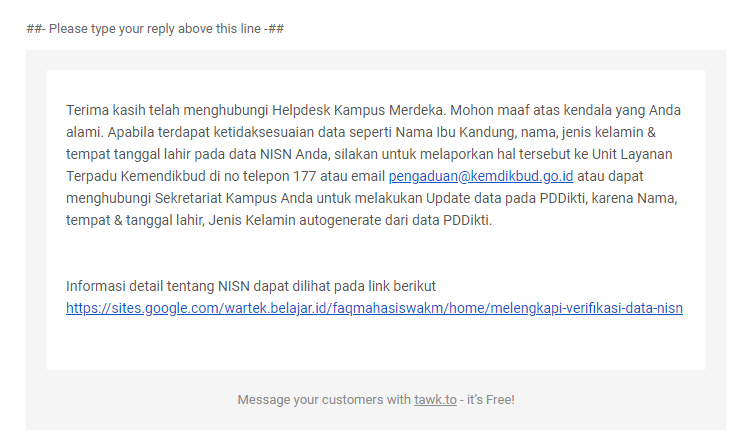 ##- Please type your reply above this line -##
Terima kasih telah menghubungi Helpdesk Kampus Merdeka. Mohon maaf atas kendala yang Anda
alami. Apabila terdapat ketidaksesuaian data seperti Nama Ibu Kandung, nama, jenis kelamin &
tempat tanggal lahir pada data NISN Anda, silakan untuk melaporkan hal tersebut ke Unit Layanan
Terpadu Kemendikbud di no telepon 177 atau email pengaduan@kemdikbud.go.id atau dapat
menghubungi Sekretariat Kampus Anda untuk melakukan Update data pada PDDikti, karena Nama,
tempat & tanggal lahir, Jenis Kelamin autogenerate dari data PDDikti.
Informasi detail tentang NISN dapat dilihat pada link berikut
https://sites.google.com/wartek.belajar.id/faqmahasiswakm/home/melengkapi-verifikasi-data-nisn
Message your customers with tawk.to - it's Free!